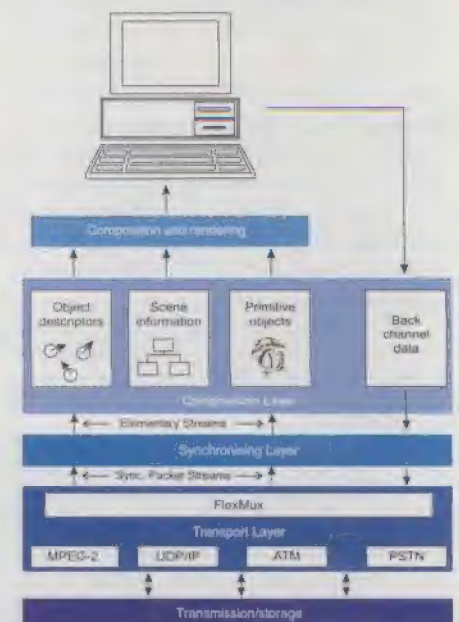 Composition and rendering
Object descriptors
Scene information
Primitive objects
Back channel data
Compression Layer
Elementary Streams
Synchronising Layer
Sync. Packet Streams
FlexMux
Transport Layer
MPEG-2 UDP/IP ATM PSTN
Transmission/storage